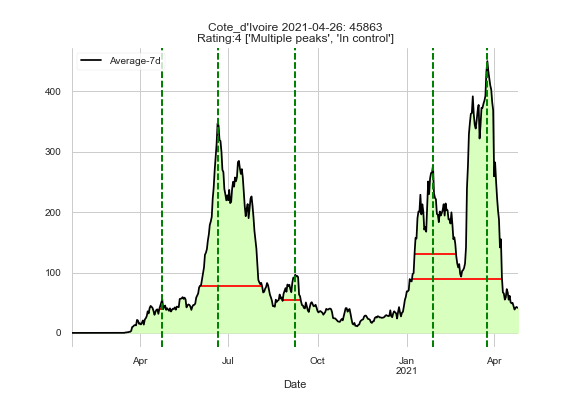 Cote_d'Ivoire 2021-04-26: 45863
Rating:4 ['Multiple peaks', 'In control']
Average-7d
400
300
200
100
0
Apr
Jul
Oct
Jan
2021
Apr
Date